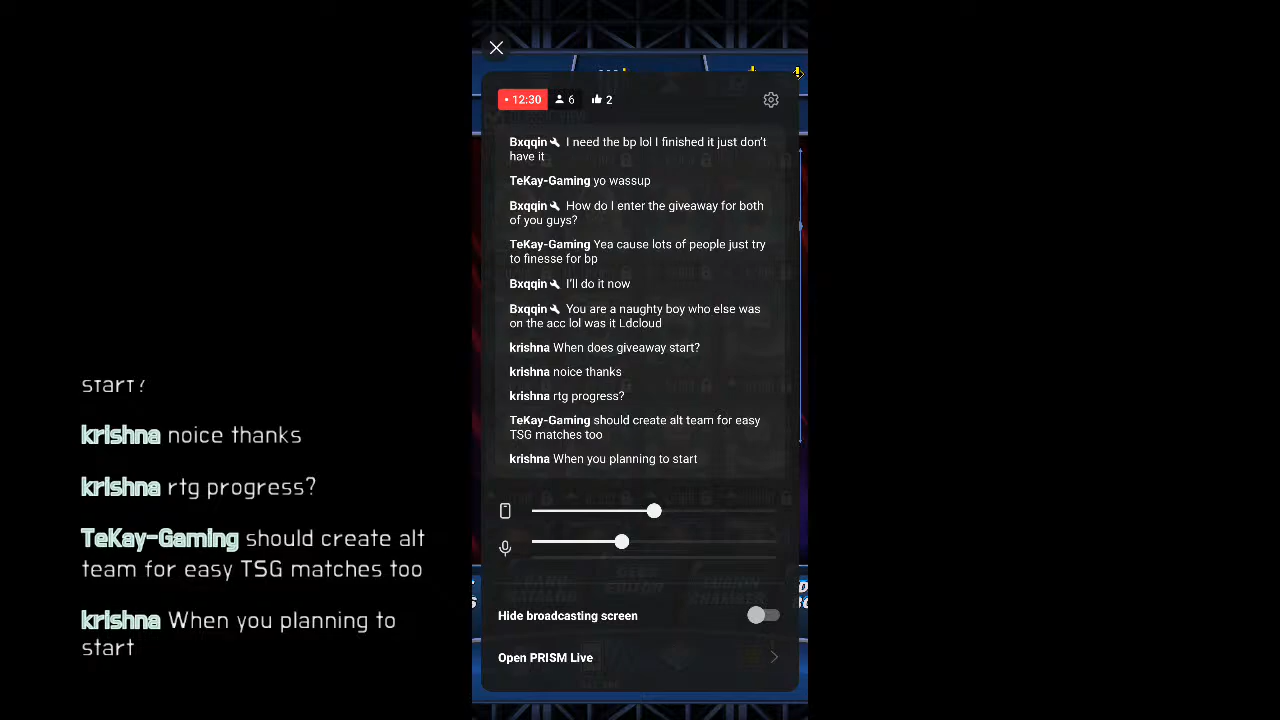 12:30 6 2
Bxqqin I need the bp lol I finished it just don't
have it
TeKay-Gaming yo wassup
Bxqqin How do I enter the giveaway for both
of you guys?
TeKay-Gaming Yea cause lots of people just try
to finesse for bp
Bxqqin I'll do it now
Bxqqin You are a naughty boy who else was
on the acc lol was it Ldcloud
krishna When does giveaway start?
krishna noice thanks
krishna rtg progress?
TeKay-Gaming should create alt team for easy
TSG matches too
krishna When you planning to start
Hide broadcasting screen
Open PRISM Live
start?
krishna noice thanks
krishna rtg progress?
TeKay-Gaming should create alt
team for easy TSG matches too
krishna When you planning to
start